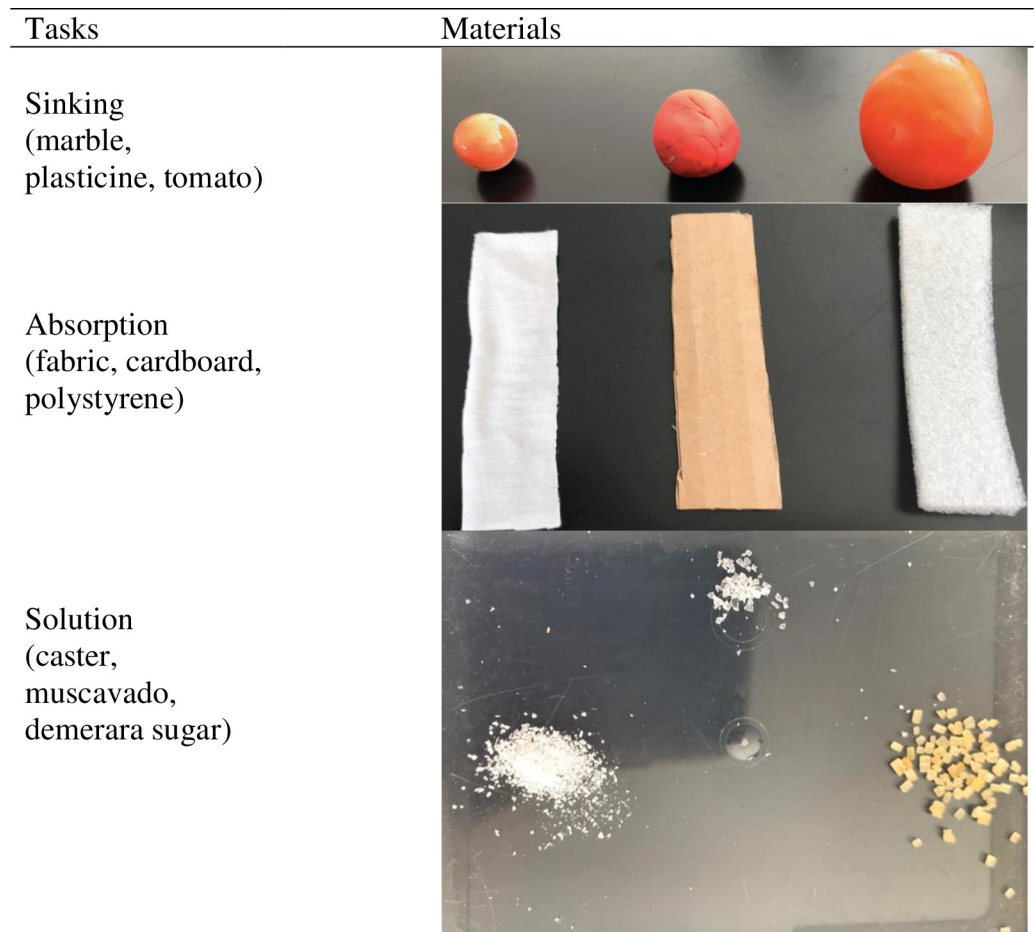 Tasks
Materials
Sinking
(marble,
plasticine, tomato)
Absorption
(fabric, cardboard,
polystyrene)
Solution
(caster,
muscavado,
demerara sugar)